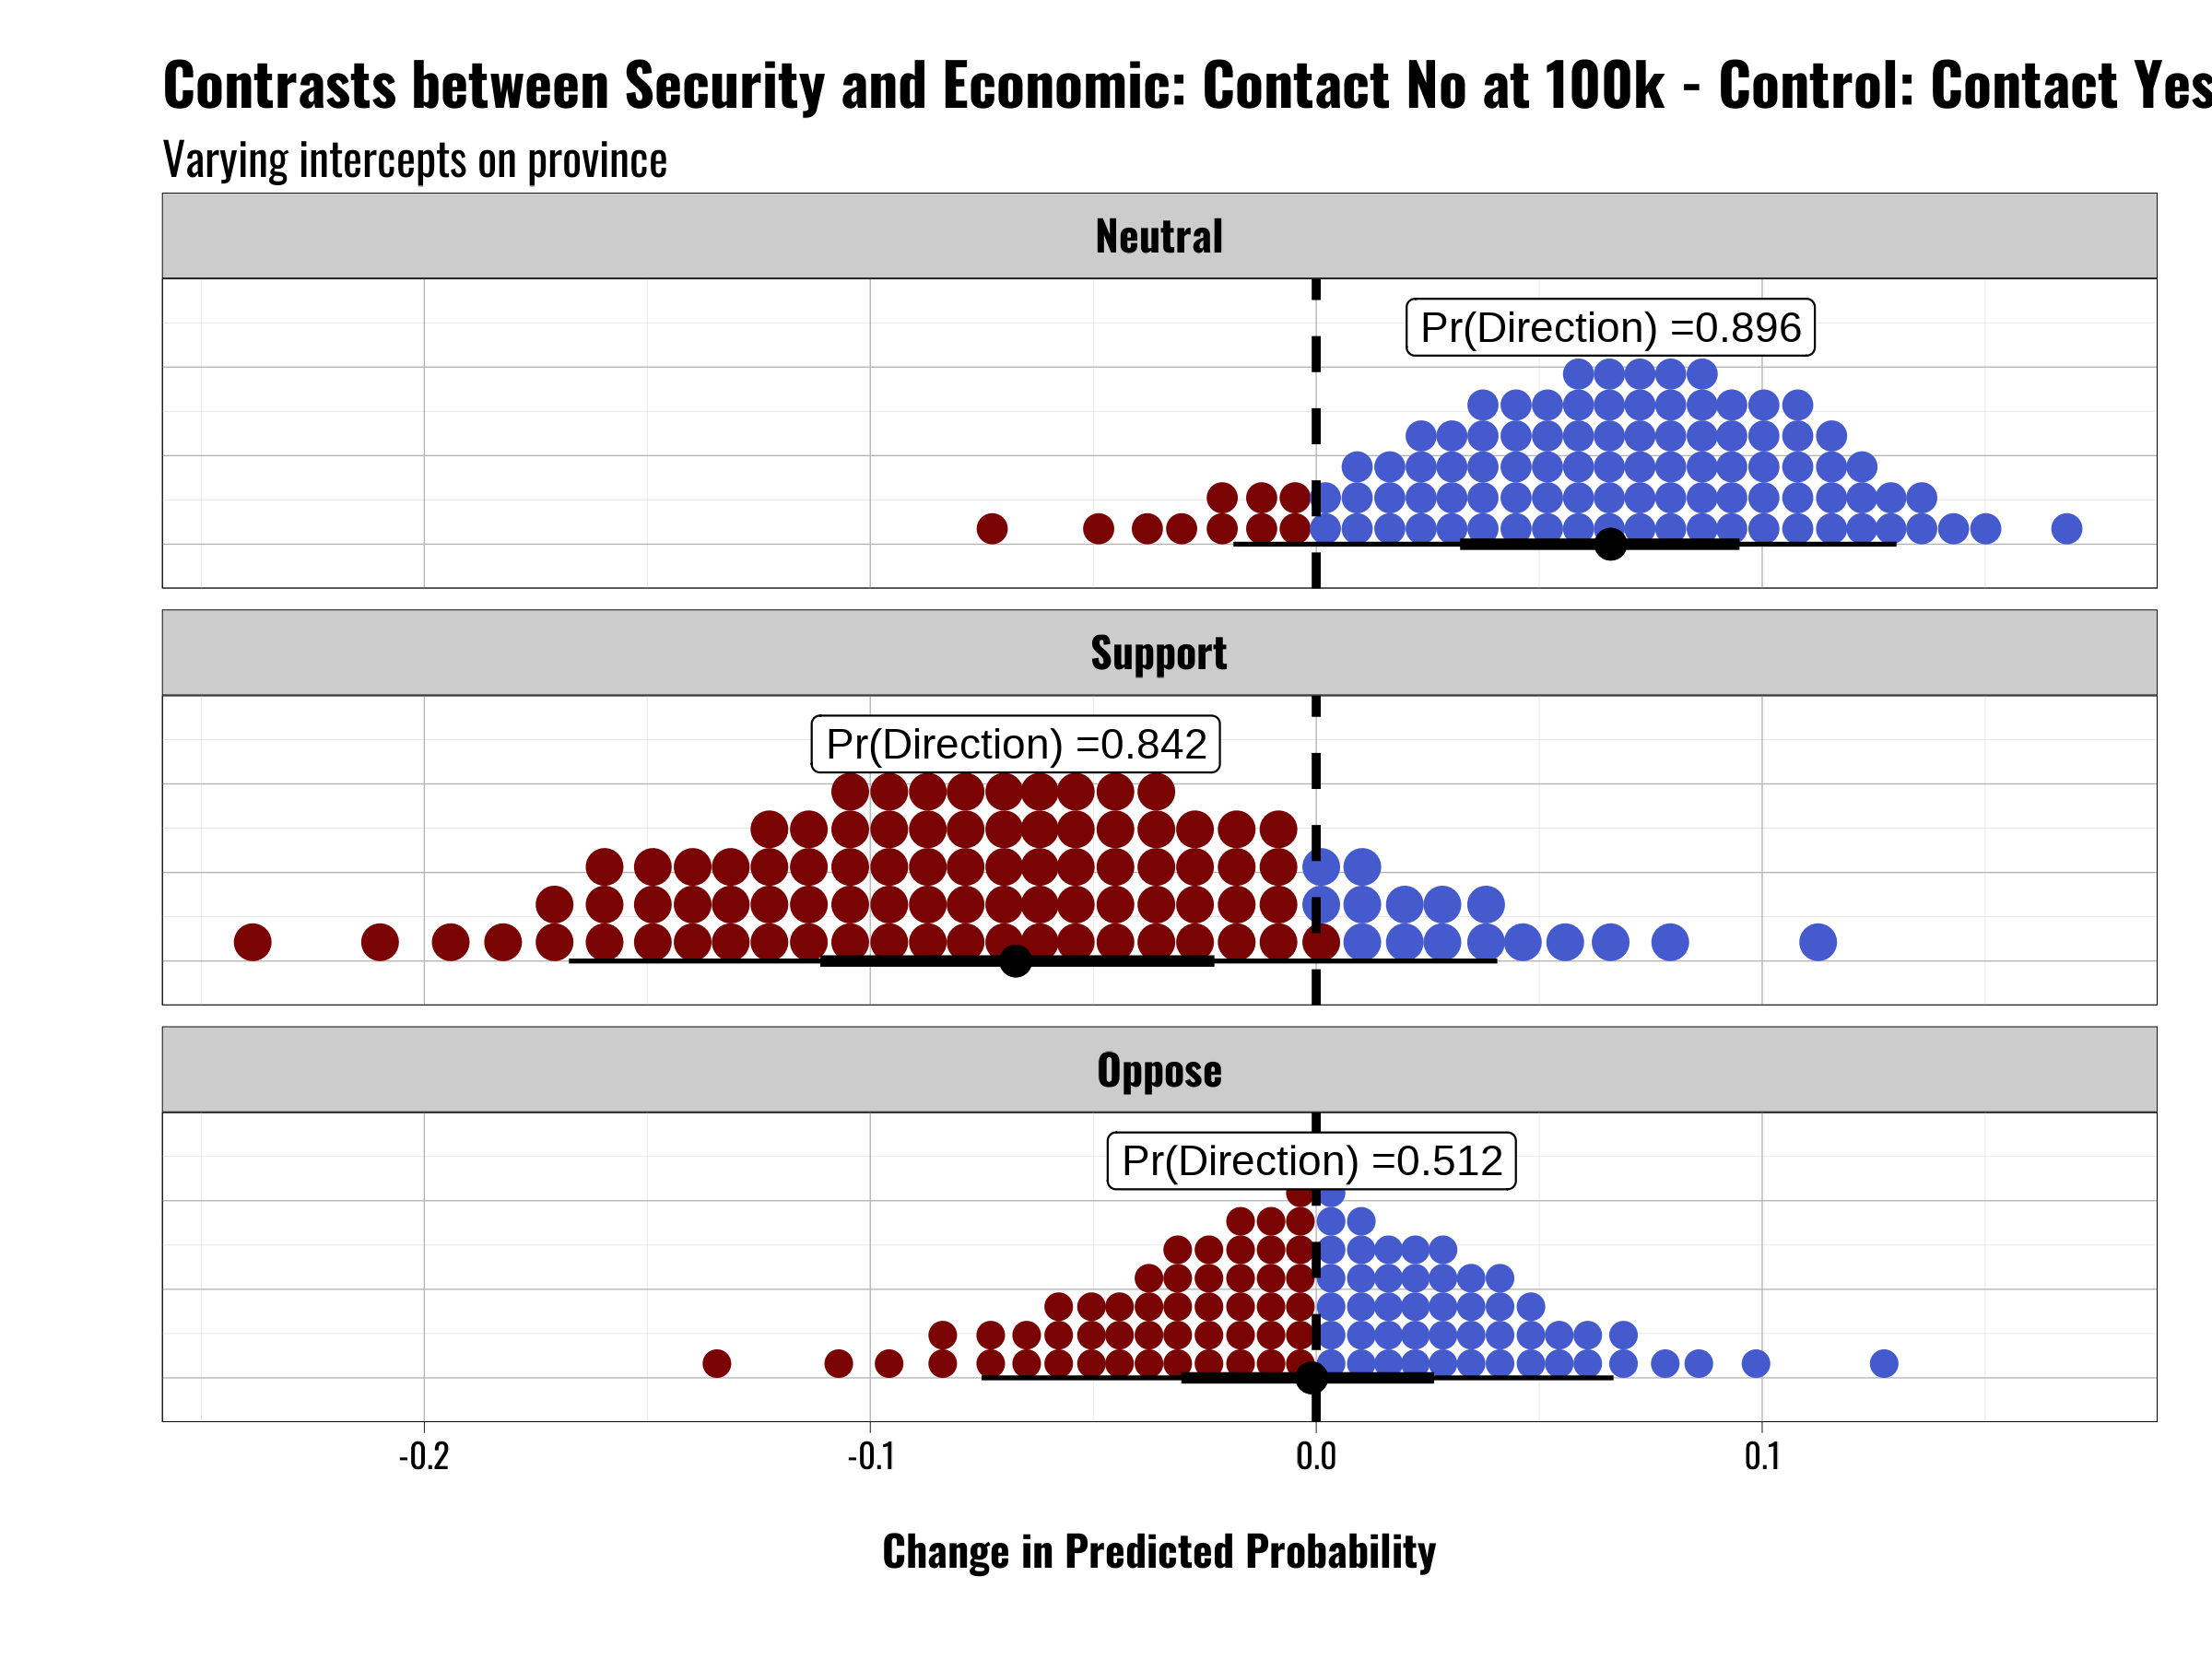 Contrasts between Security and Economic: Contact No at 100k - Control: Contact Yes
Varying intercepts on province
Neutral
Pr(Direction) =0.896
Support
Pr(Direction) =0.842
Oppose
Pr(Direction) =0.512
-0.2 -0.1 0.0 0.1
Change in Predicted Probability